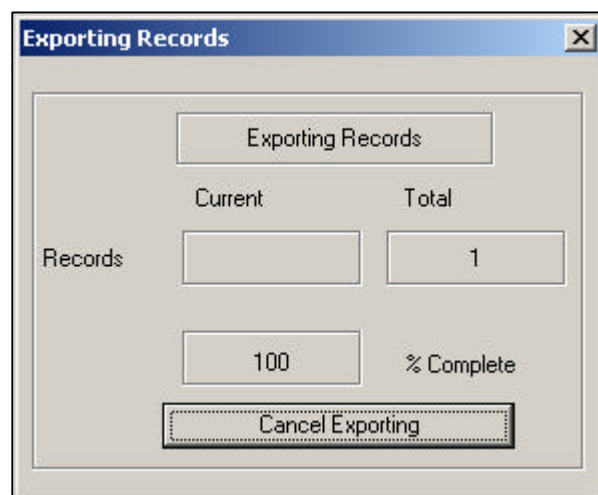 Exporting Records
Exporting Records
Current Total
Records 1
100 % Complete
Cancel Exporting